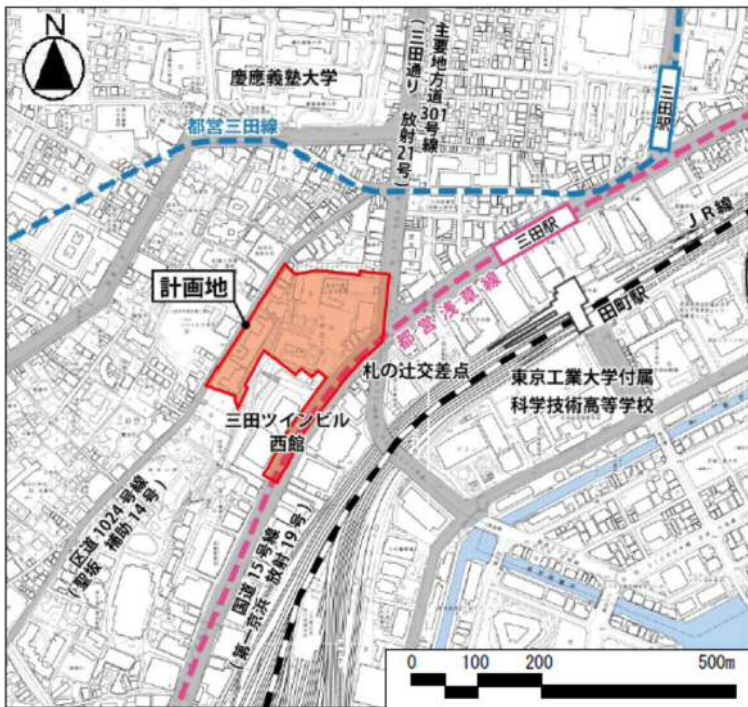 N
慶應義塾大学
主要地方道301号線
(三田通り 放射21号)
三田駅
都営三田線
三田駅
JR線
計画地
都営浅草線
田町駅
札の辻交差点
東京工業大学付属
科学技術高等学校
三田ツインビル
西館
区道1024号線
(聖坂 補助14号)
国道15号線
(第一京浜 放射19号)
0 100 200 500m